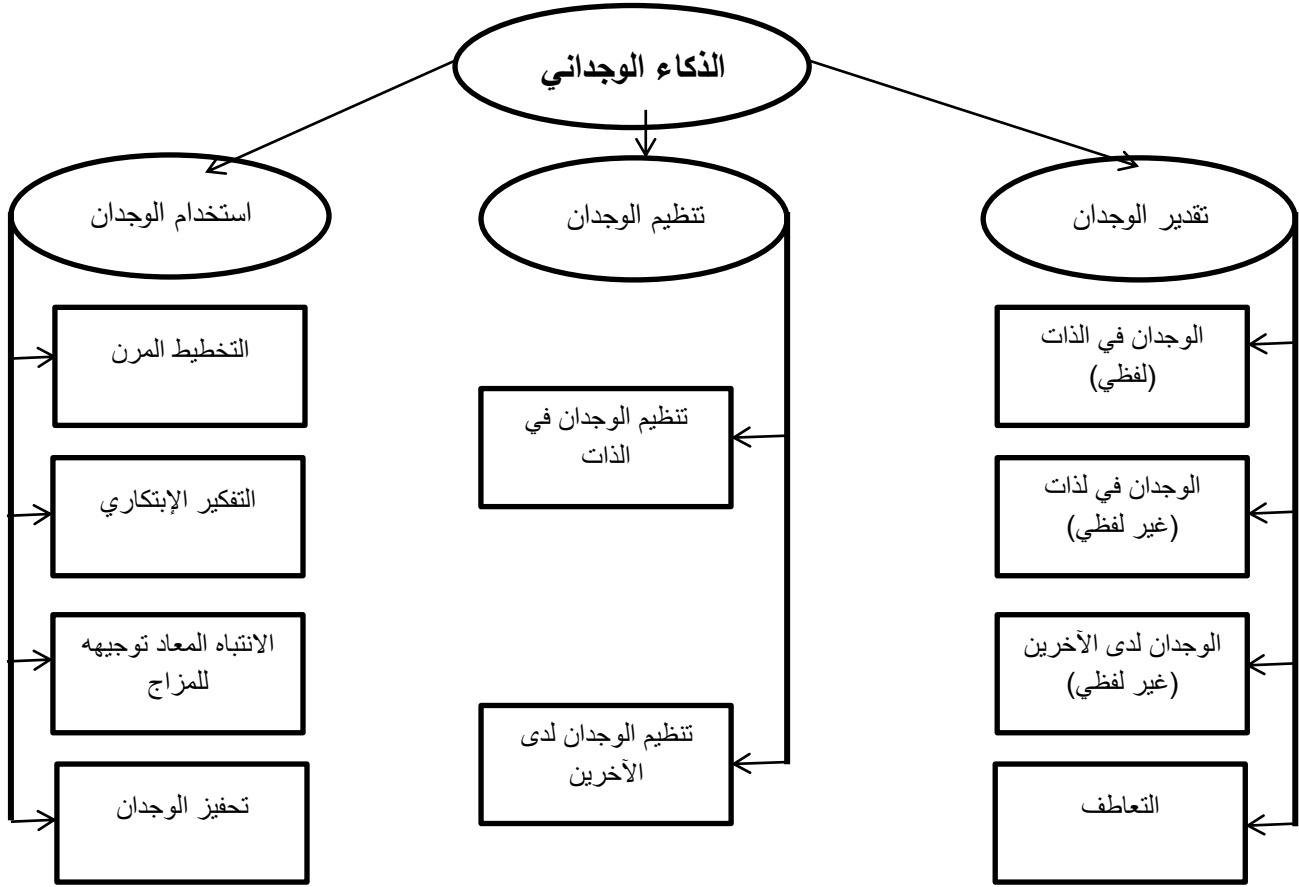 الذكاء الوجداني
تقدير الوجدان
تنظيم الوجدان
استخدام الوجدان
الوجدان في الذات
(لفظي)
الوجدان في لذات
(غير لفظي)
الوجدان لدى الآخرين
(غير لفظي)
التعاطف
تنظيم الوجدان في
الذات
تنظيم الوجدان لدى
الآخرين
التخطيط المرن
التفكير الإبتكاري
الانتباه المعاد توجيهه
للمزاج
تحفيز الوجدان